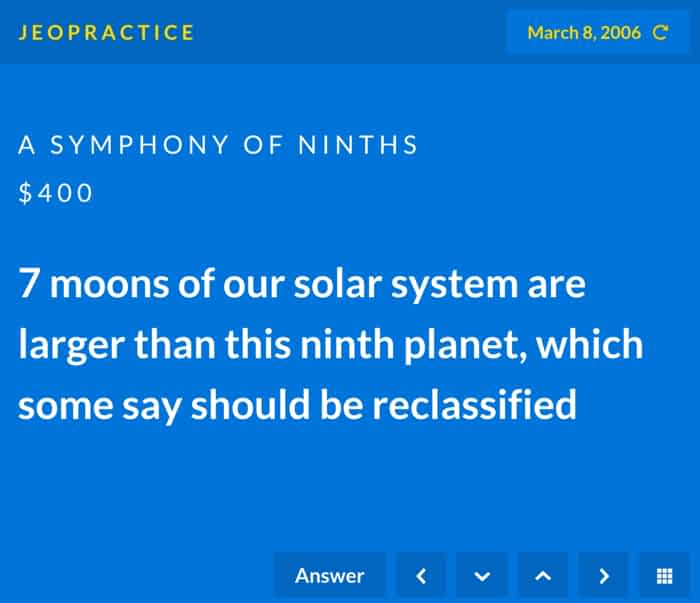 JEOPRACTICE
March 8, 2006
A SYMPHONY OF NINTHS
$400
7 moons of our solar system are
larger than this ninth planet, which
some say should be reclassified
Answer